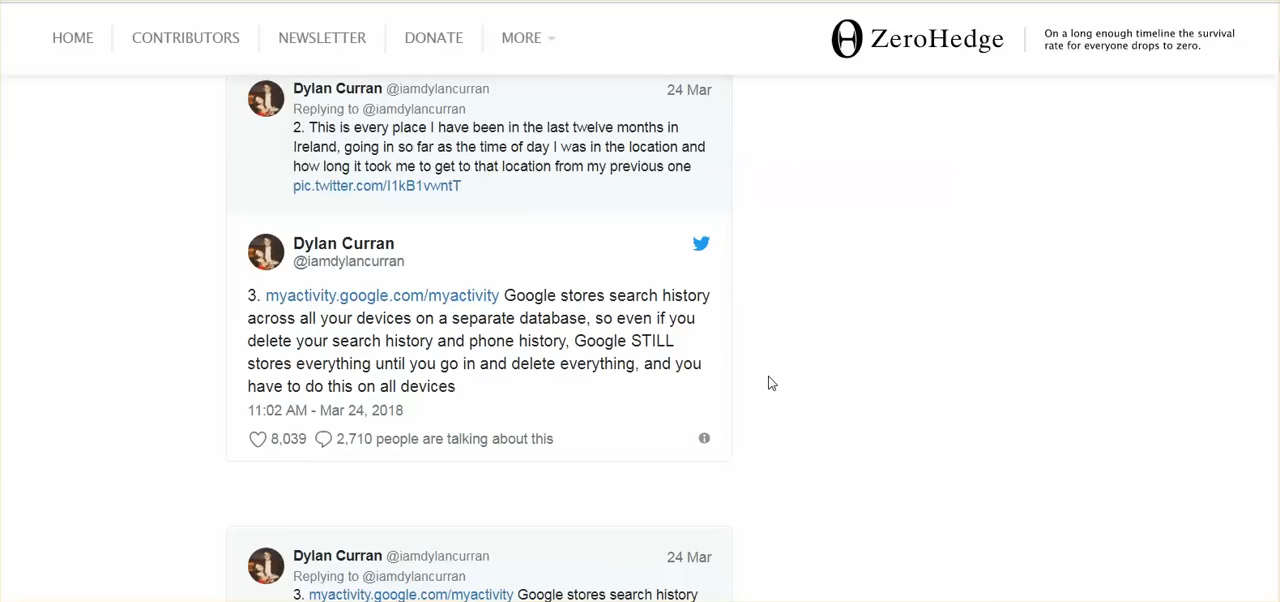 HOME CONTRIBUTORS NEWSLETTER DONATE MORE
ZeroHedge
On a long enough timeline the survival
rate for everyone drops to zero.
Dylan Curran @iamdylancurran 24 Mar
Replying to @iamdylancurran
2. This is every place I have been in the last twelve months in
Ireland, going in so far as the time of day I was in the location and
how long it took me to get to that location from my previous one
pic.twitter.com/I1kB1vwntT
Dylan Curran
@iamdylancurran
3. myactivity.google.com/myactivity Google stores search history
across all your devices on a separate database, so even if you
delete your search history and phone history, Google STILL
stores everything until you go in and delete everything, and you
have to do this on all devices
11:02 AM - Mar 24, 2018
8,039 2,710 people are talking about this
Dylan Curran @iamdylancurran 24 Mar
Replying to @iamdylancurran
3. myactivity.google.com/myactivity Google stores search history